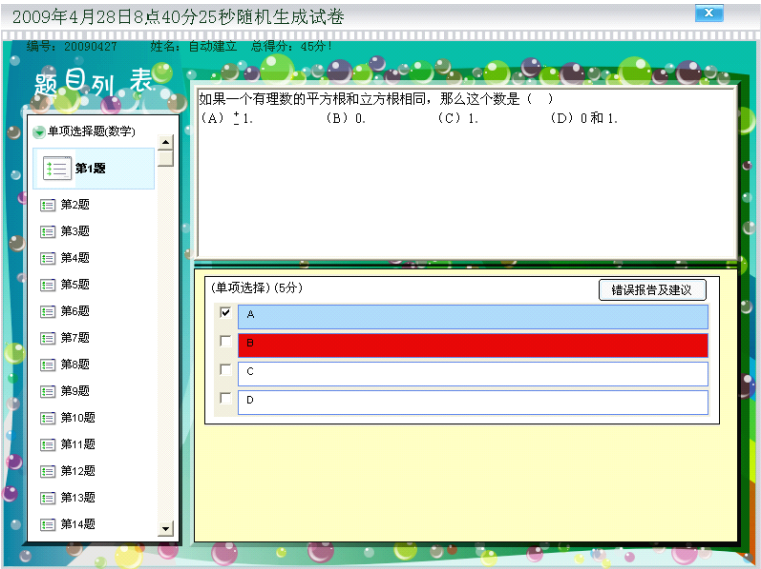 2009年4月28日8点40分25秒随机生成试卷
x
编号: 20090427 姓名: 自动建立 总得分: 45分!
题目列表
单项选择题(数学)
第1题
第2题
第3题
第4题
第5题
第6题
第7题
第8题
第9题
第10题
第11题
第12题
第13题
第14题
如果一个有理数的平方根和立方根相同，那么这个数是（ ）
(A) ±1. (B) 0. (C) 1. (D) 0和1.
(单项选择)(5分)
错误报告及建议
A
B
C
D